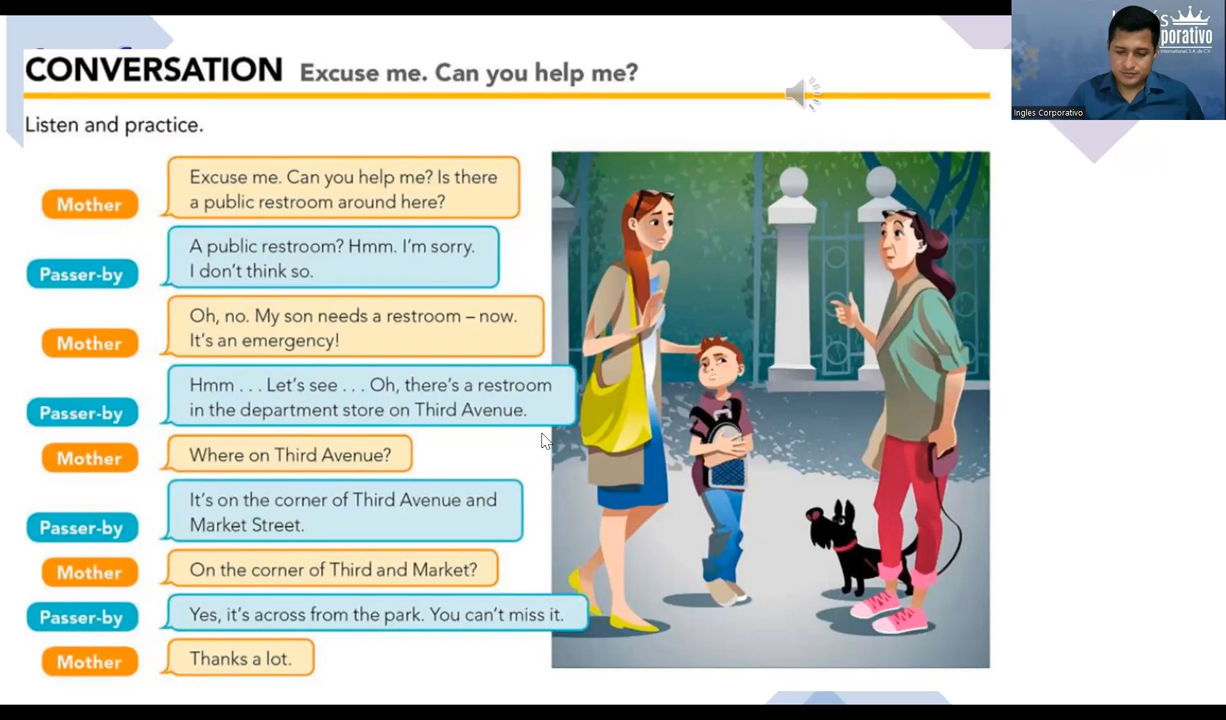 CONVERSATION Excuse me. Can you help me?
Listen and practice.
Mother
Excuse me. Can you help me? Is there
a public restroom around here?
Passer-by
A public restroom? Hmm. I'm sorry.
I don't think so.
Mother
Oh, no. My son needs a restroom – now.
It's an emergency!
Passer-by
Hmm . . . Let's see . . . Oh, there's a restroom
in the department store on Third Avenue.
Mother
Where on Third Avenue?
Passer-by
It's on the corner of Third Avenue and
Market Street.
Mother
On the corner of Third and Market?
Passer-by
Yes, it's across from the park. You can't miss it.
Mother
Thanks a lot.
Ingles Corporativo